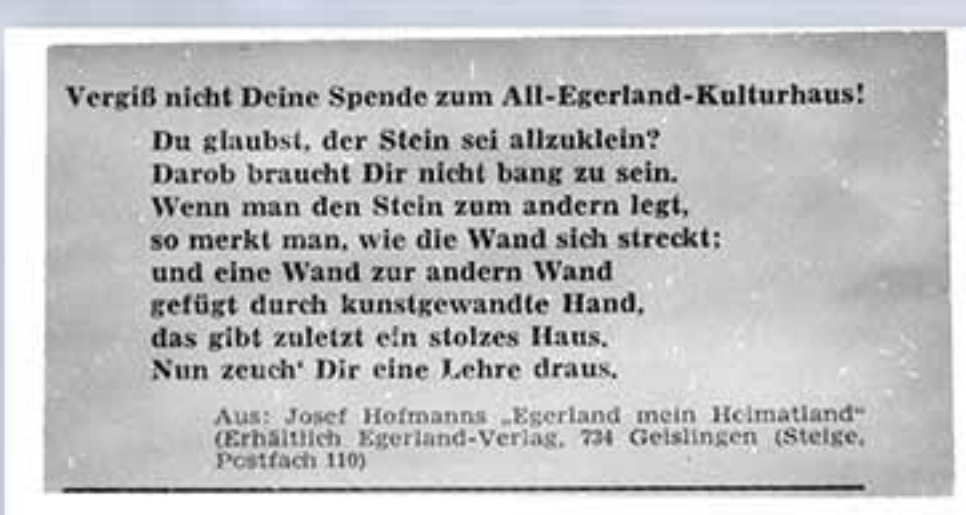 Vergiß nicht Deine Spende zum All-Egerland-Kulturhaus!
Du glaubst, der Stein sei allzuklein?
Darob braucht Dir nicht bang zu sein.
Wenn man den Stein zum andern legt,
so merkt man, wie die Wand sich streckt;
und eine Wand zur andern Wand
gefügt durch kunstgewandte Hand,
das gibt zuletzt ein stolzes Haus.
Nun zeuch' Dir eine Lehre draus.
Aus: Josef Hofmanns „Egerland mein Heimatland“
(Erhältlich Egerland-Verlag, 734 Geislingen (Steige,
Postfach 110)